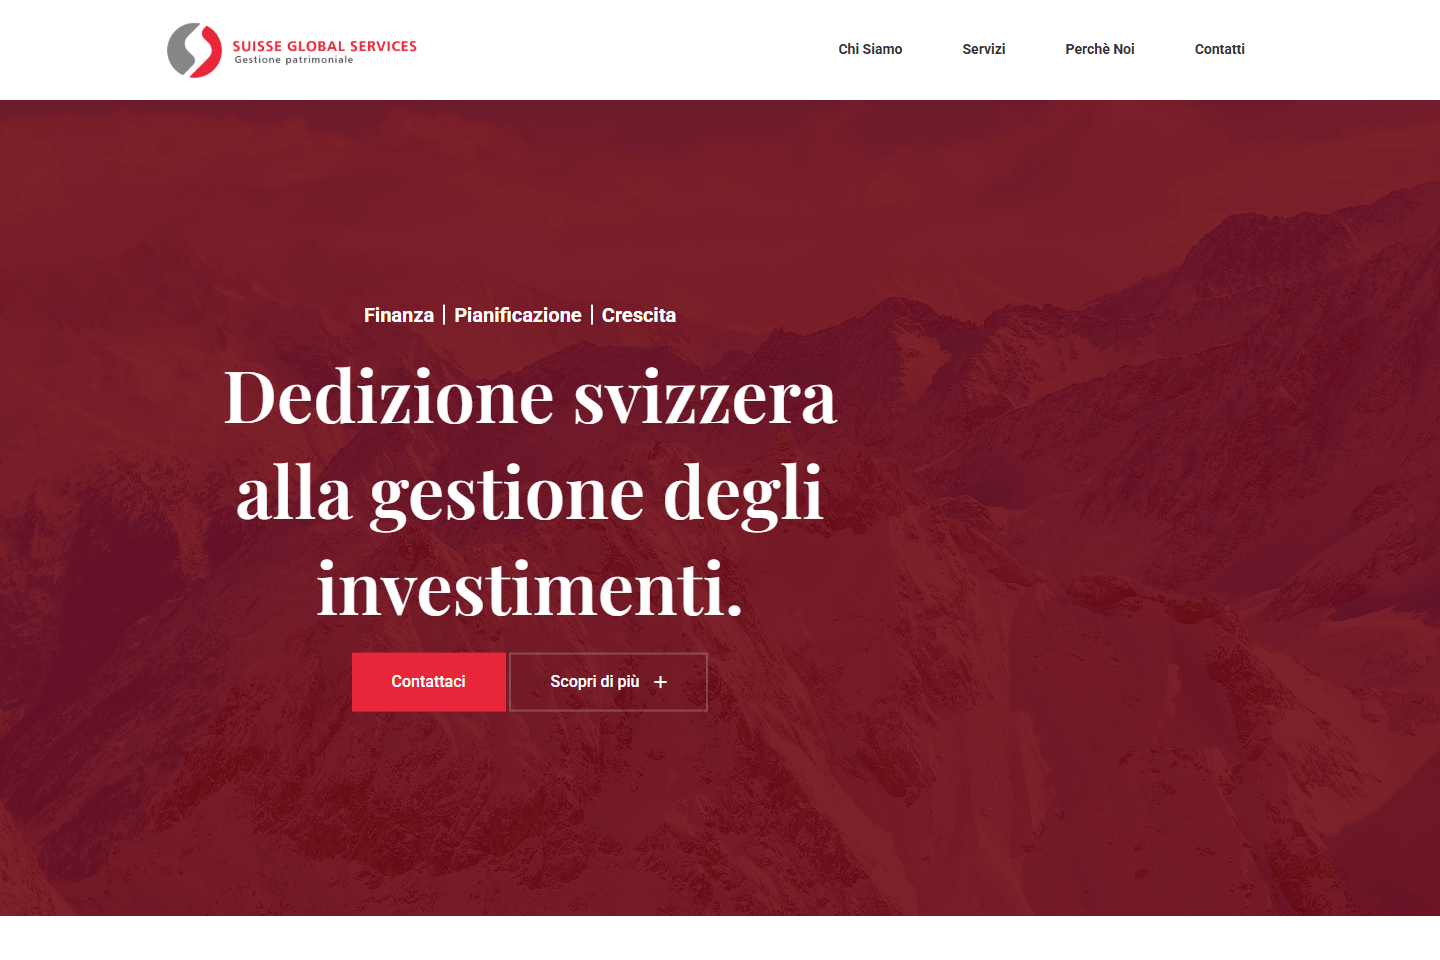 SUISSE GLOBAL SERVICES
Gestione patrimoniale
Chi Siamo
Servizi
Perchè Noi
Contatti
Finanza | Pianificazione | Crescita
Dedizione svizzera
alla gestione degli
investimenti.
Contattaci
Scopri di più +